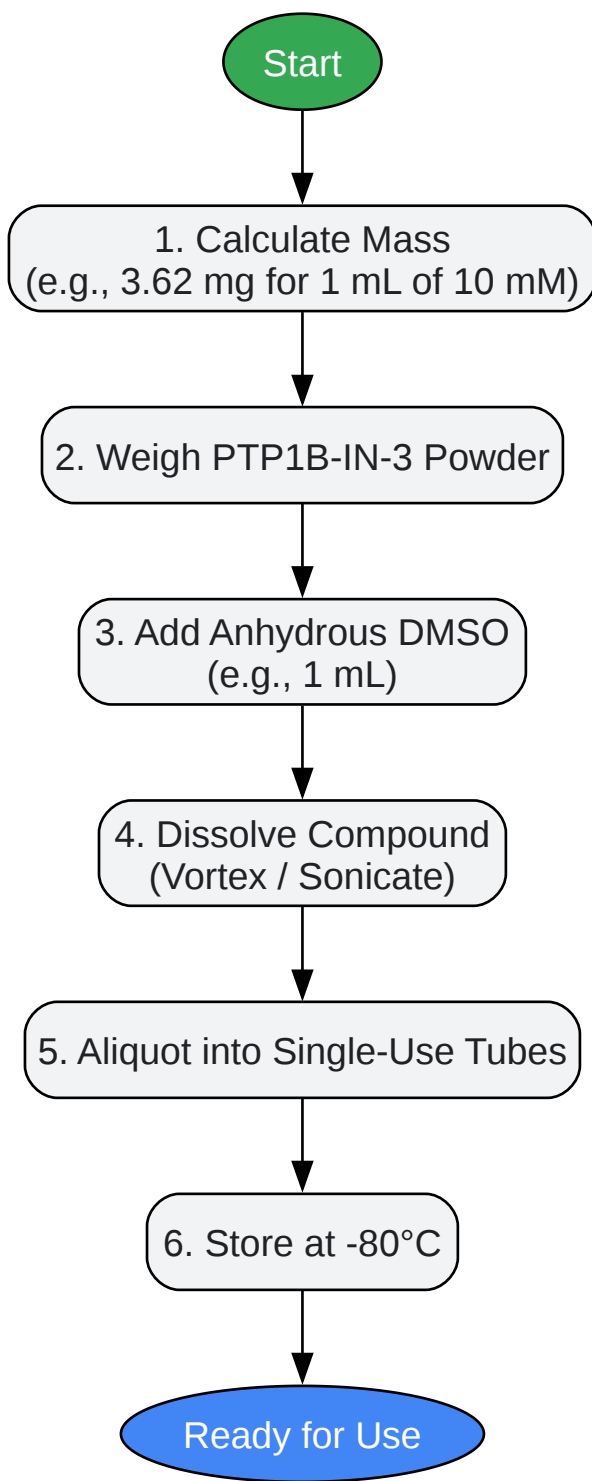 Start
1. Calculate Mass
(e.g., 3.62 mg for 1 mL of 10 mM)
2. Weigh PTP1B-IN-3 Powder
3. Add Anhydrous DMSO
(e.g., 1 mL)
4. Dissolve Compound
(Vortex / Sonicate)
5. Aliquot into Single-Use Tubes
6. Store at -80°C
Ready for Use